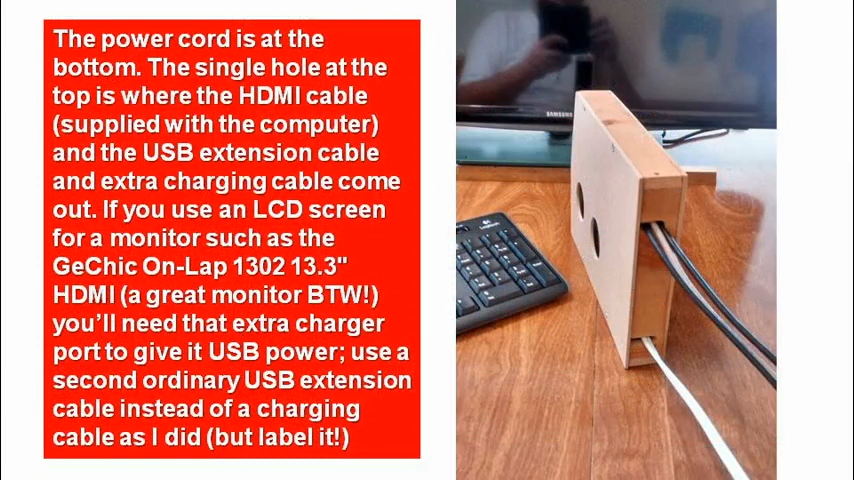 The power cord is at the
bottom. The single hole at the
top is where the HDMI cable
(supplied with the computer)
and the USB extension cable
and extra charging cable come
out. If you use an LCD screen
for a monitor such as the
GeChic On-Lap 1302 13.3"
HDMI (a great monitor BTW!)
you’ll need that extra charger
port to give it USB power; use a
second ordinary USB extension
cable instead of a charging
cable as I did (but label it!)
SAMSUNG
Logitech